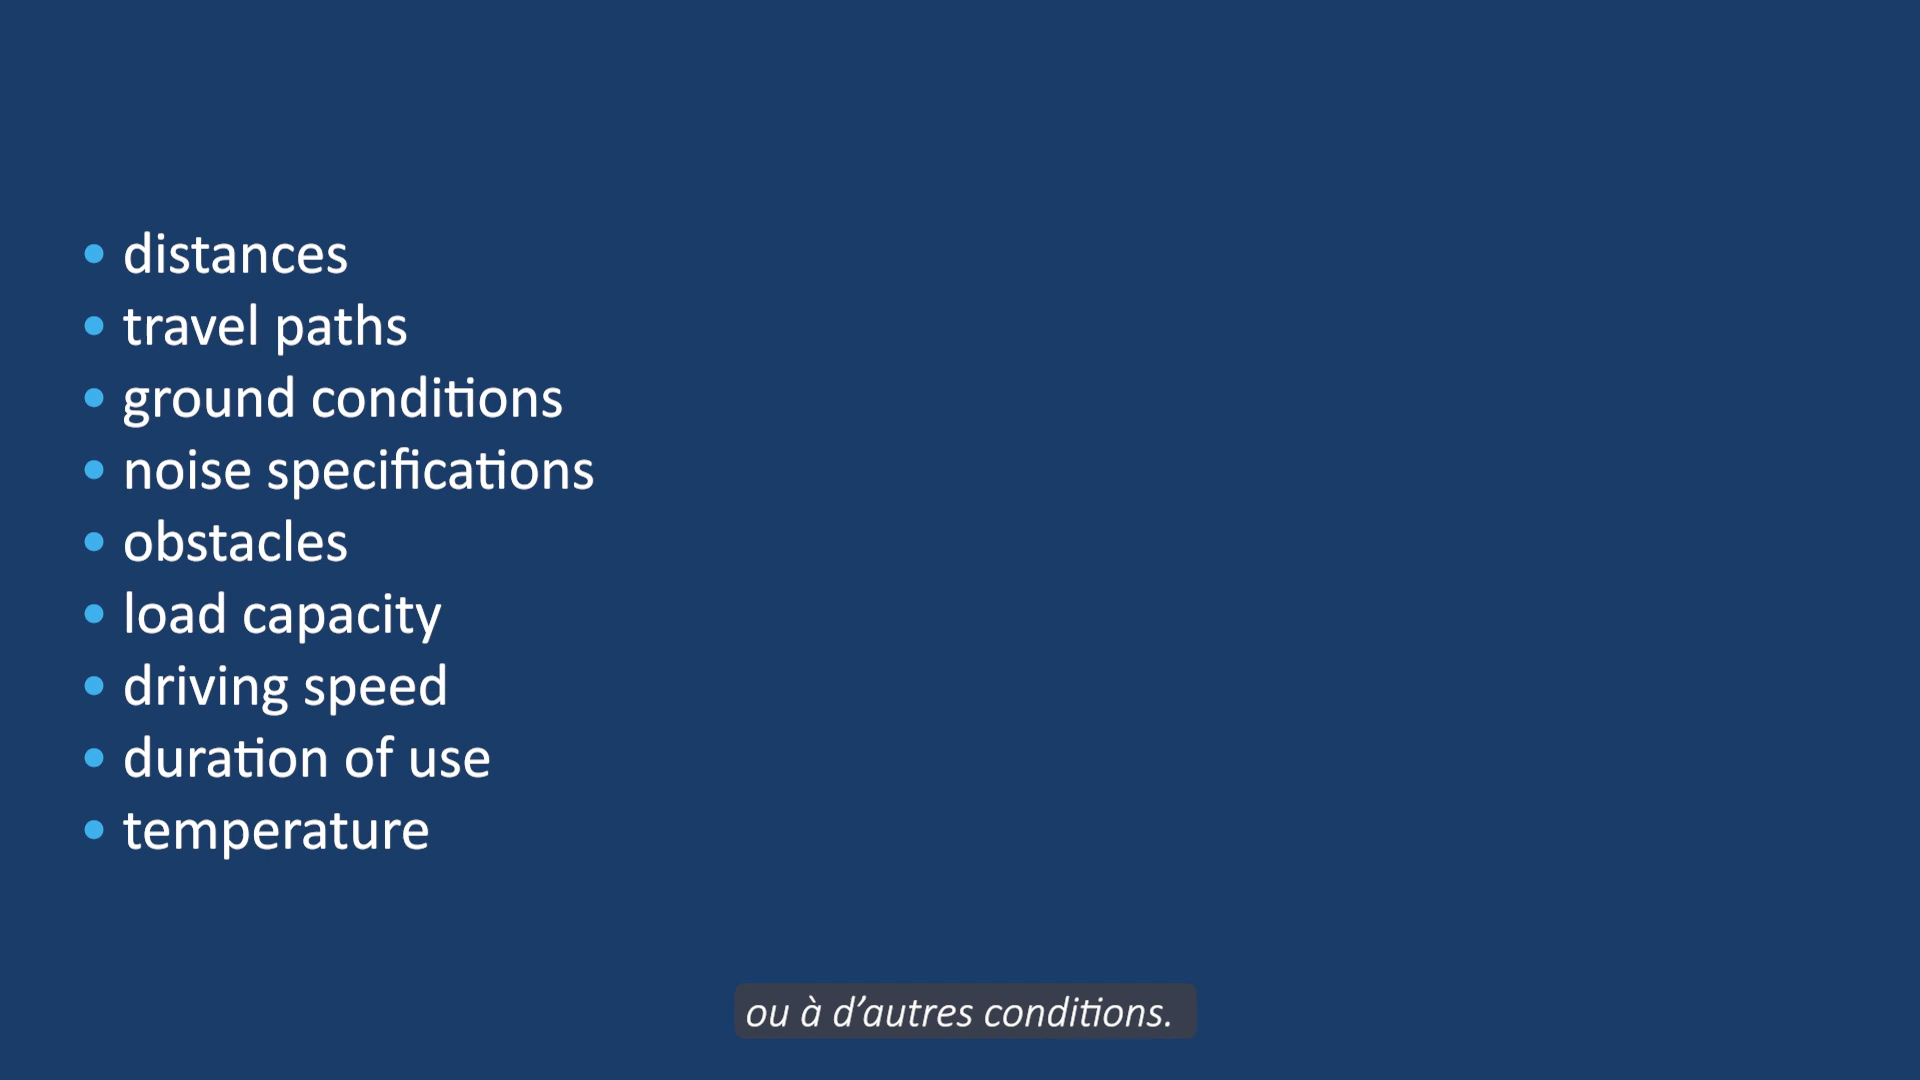 • distances
• travel paths
• ground conditions
• noise specifications
• obstacles
• load capacity
• driving speed
• duration of use
• temperature
ou à d’autres conditions.